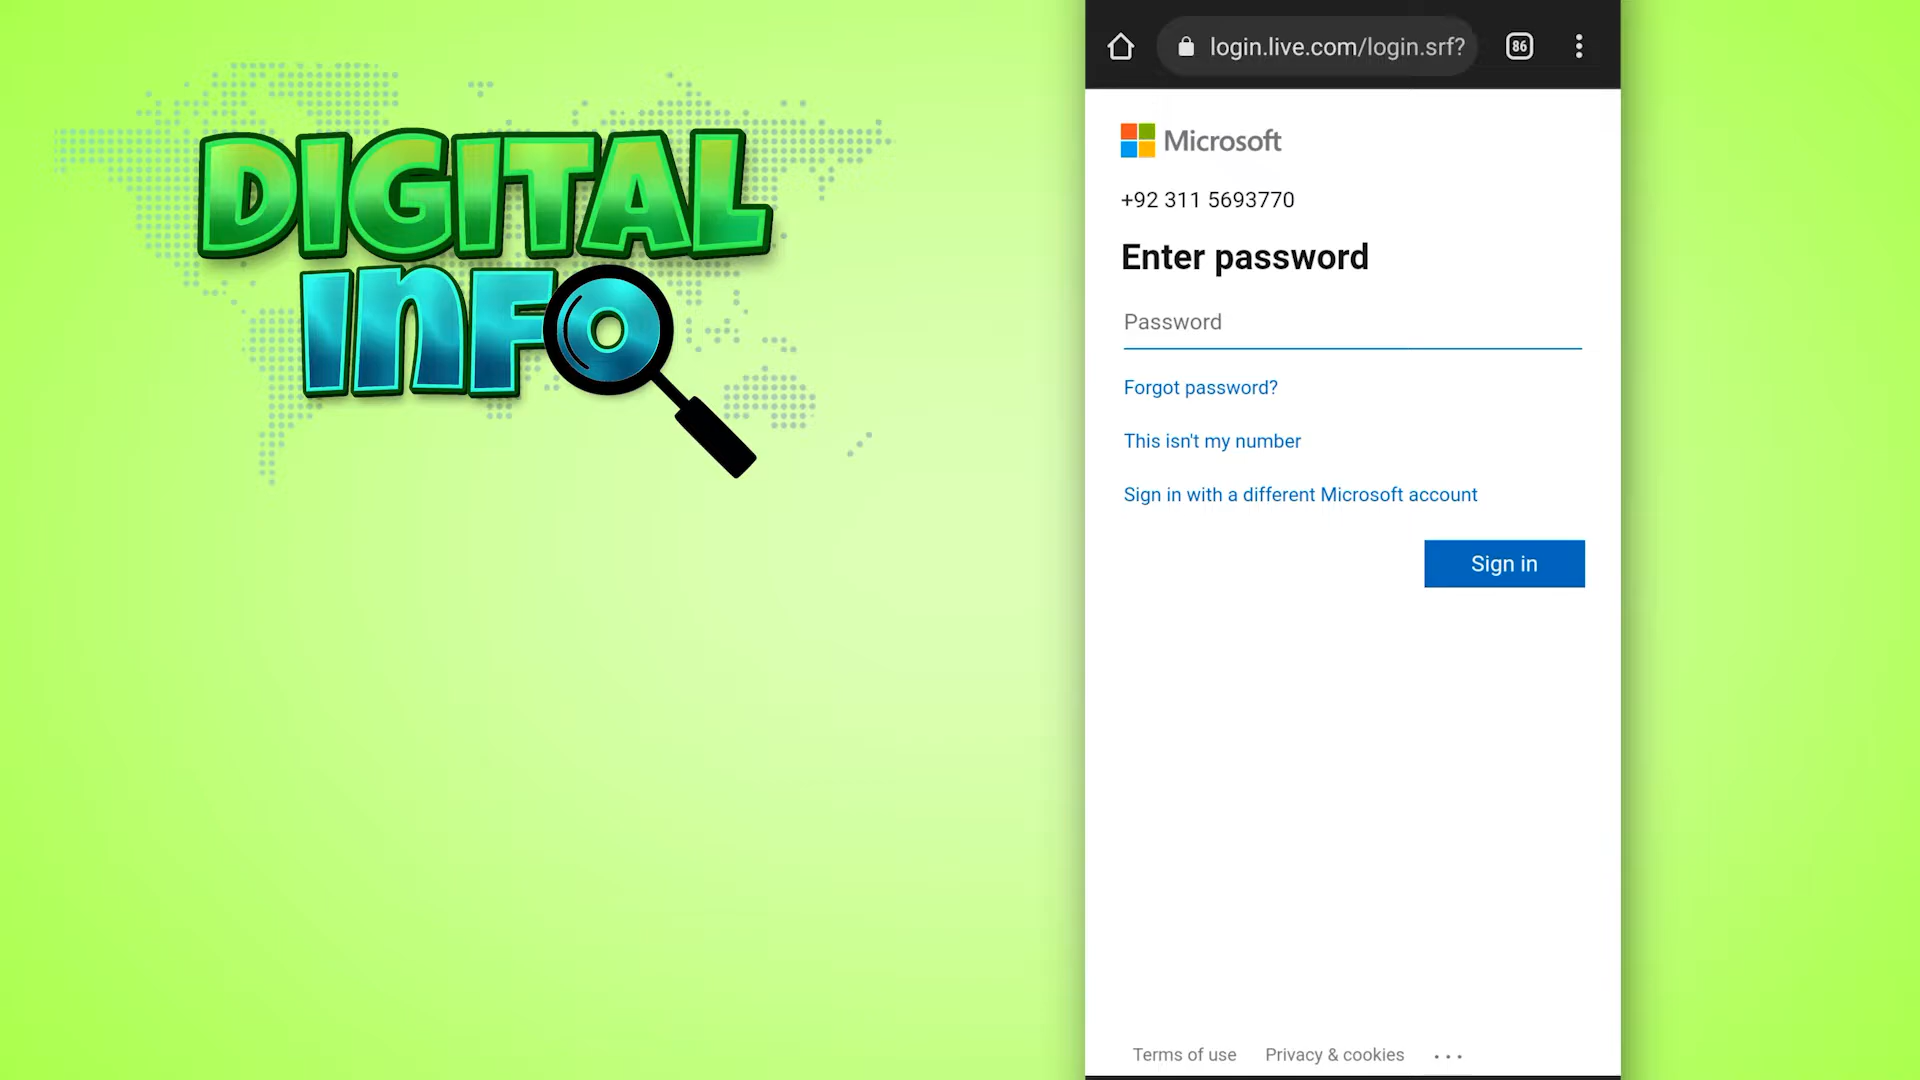 DIGITAL
INFO
login.live.com/login.srf?
86
Microsoft
+92 311 5693770
Enter password
Password
Forgot password?
This isn't my number
Sign in with a different Microsoft account
Sign in
Terms of use
Privacy & cookies
...